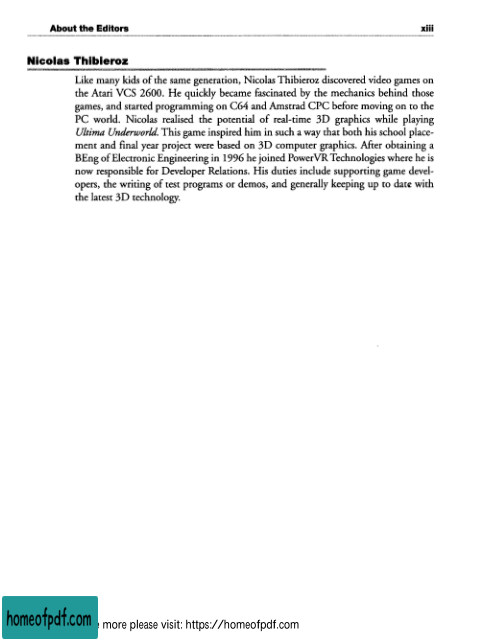 About the Editors xiii
Nicolas Thibieroz
Like many kids of the same generation, Nicolas Thibieroz discovered video games on
the Atari VCS 2600. He quickly became fascinated by the mechanics behind those
games, and started programming on C64 and Amstrad CPC before moving on to the
PC world. Nicolas realised the potential of real-time 3D graphics while playing
Ultima Underworld. This game inspired him in such a way that both his school place-
ment and final year project were based on 3D computer graphics. After obtaining a
BEng of Electronic Engineering in 1996 he joined PowerVR Technologies where he is
now responsible for Developer Relations. His duties include supporting game devel-
opers, the writing of test programs or demos, and generally keeping up to date with
the latest 3D technology.
homeofpdf.com more please visit: https://homeofpdf.com